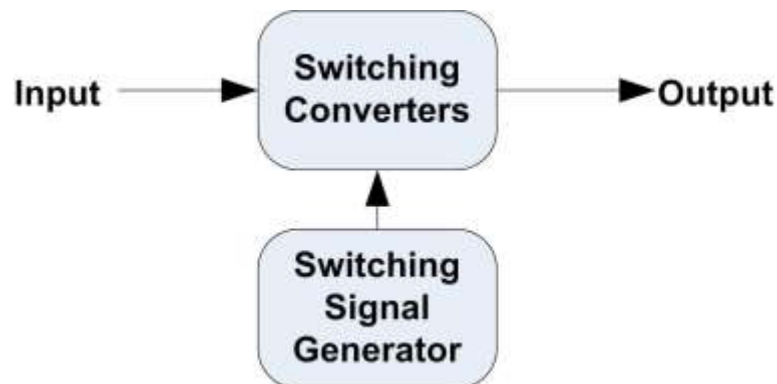 Input
Switching
Converters
Output
Switching
Signal
Generator